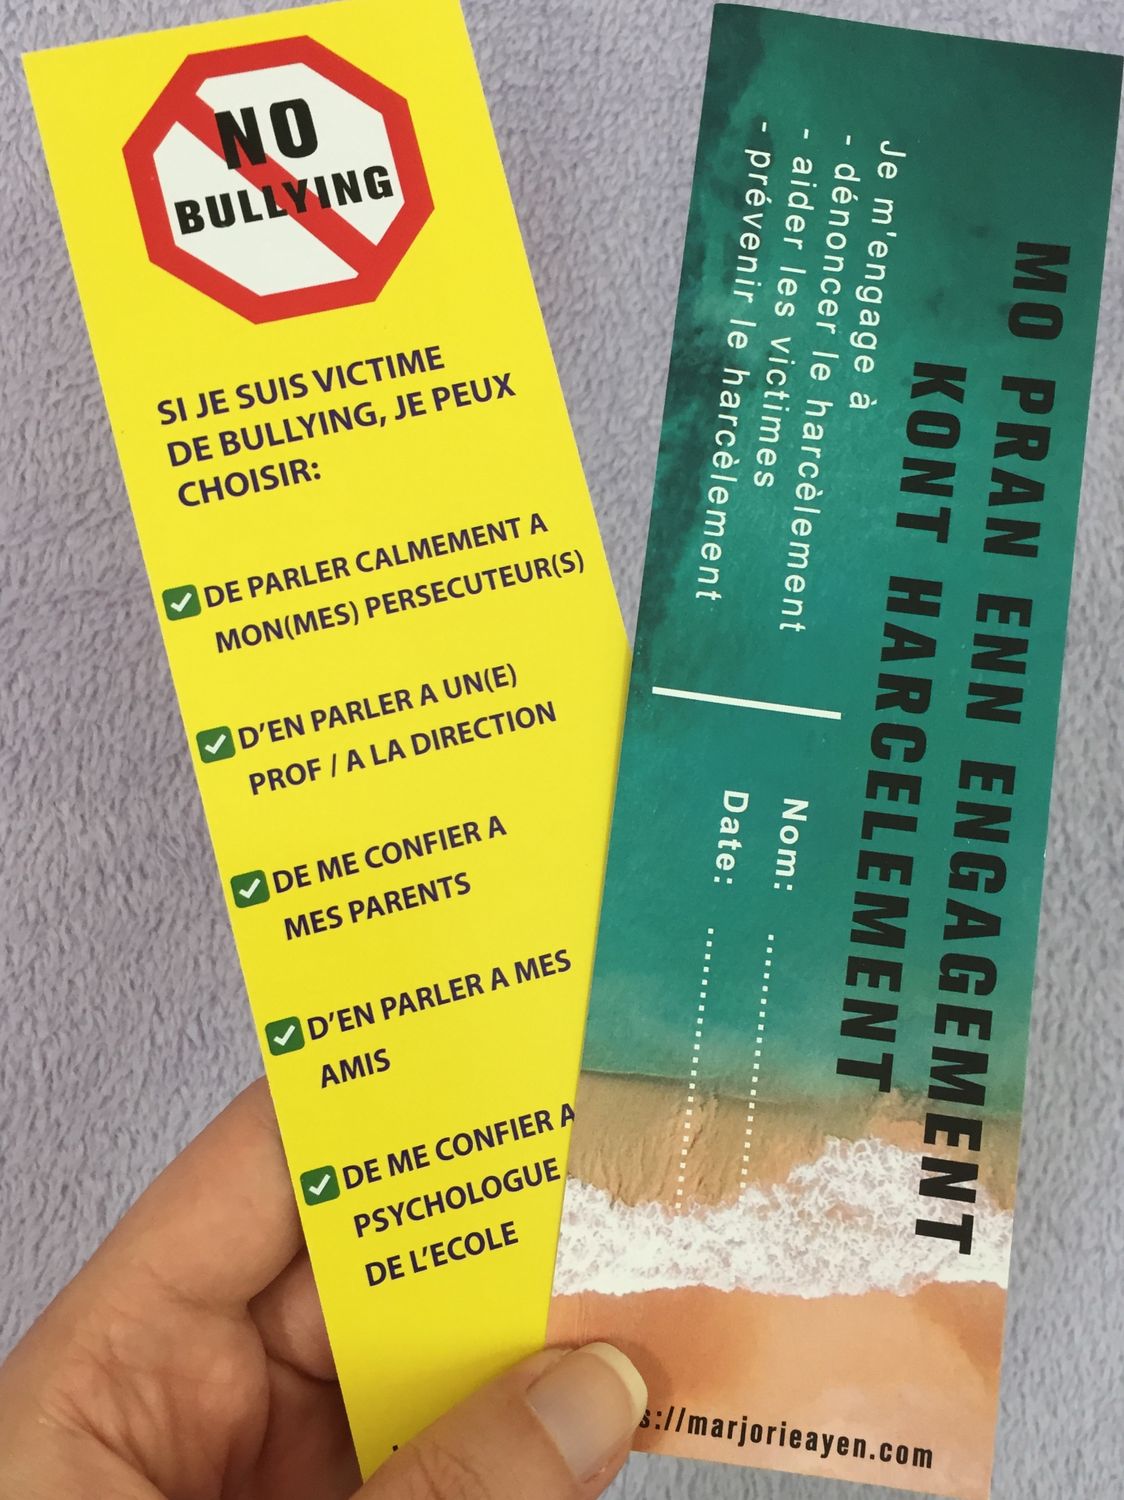 NO
BULLYING
SI JE SUIS VICTIME
DE BULLYING, JE PEUX
CHOISIR:
DE PARLER CALMEMENT A
MON(MES) PERSECUTEUR(S)
D'EN PARLER A UN(E)
PROF / A LA DIRECTION
DE ME CONFIER A
MES PARENTS
D'EN PARLER A MES
AMIS
DE ME CONFIER A
PSYCHOLOGUE
DE L'ECOLE
MO PRAN ENN ENGAGEMENT
KONT HARCELEMENT
Je m'engage à
- dénoncer le harcèlement
- aider les victimes
- prévenir le harcèlement
Nom: ....................
Date: ....................
s://marjorieayen.com